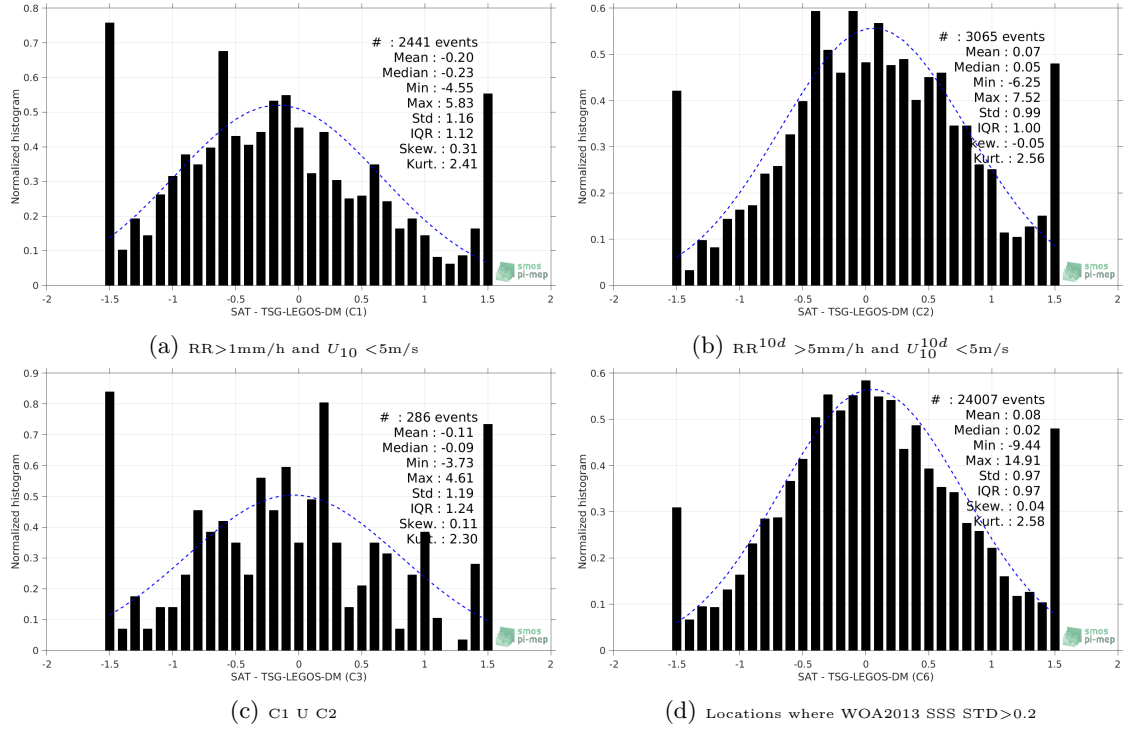 0.8
0.7
0.6
0.5
0.4
0.3
0.2
0.1
0
Normalized histogram
# : 2441 events
Mean : -0.20
Median : -0.23
Min : -4.55
Max : 5.83
Std : 1.16
IQR : 1.12
Skew. : 0.31
Kurt. : 2.41
smos
pi-mep
-2 -1.5 -1 -0.5 0 0.5 1 1.5 2
SAT - TSG-LEGOS-DM (C1)
(a) RR>1mm/h and U10 <5m/s
0.6
0.5
0.4
0.3
0.2
0.1
0
Normalized histogram
# : 3065 events
Mean : 0.07
Median : 0.05
Min : -6.25
Max : 7.52
Std : 0.99
IQR : 1.00
Skew. : -0.05
Kurt. : 2.56
smos
pi-mep
-2 -1.5 -1 -0.5 0 0.5 1 1.5 2
SAT - TSG-LEGOS-DM (C2)
(b) RR10d >5mm/h and U10 10d <5m/s
0.9
0.8
0.7
0.6
0.5
0.4
0.3
0.2
0.1
0
Normalized histogram
# : 286 events
Mean : -0.11
Median : -0.09
Min : -3.73
Max : 4.61
Std : 1.19
IQR : 1.24
Skew. : 0.11
Kurt. : 2.30
smos
pi-mep
-2 -1.5 -1 -0.5 0 0.5 1 1.5 2
SAT - TSG-LEGOS-DM (C3)
(c) C1 U C2
0.6
0.5
0.4
0.3
0.2
0.1
0
Normalized histogram
# : 24007 events
Mean : 0.08
Median : 0.02
Min : -9.44
Max : 14.91
Std : 0.97
IQR : 0.97
Skew. : 0.04
Kurt. : 2.58
smos
pi-mep
-2 -1.5 -1 -0.5 0 0.5 1 1.5 2
SAT - TSG-LEGOS-DM (C6)
(d) Locations where WOA2013 SSS STD>0.2